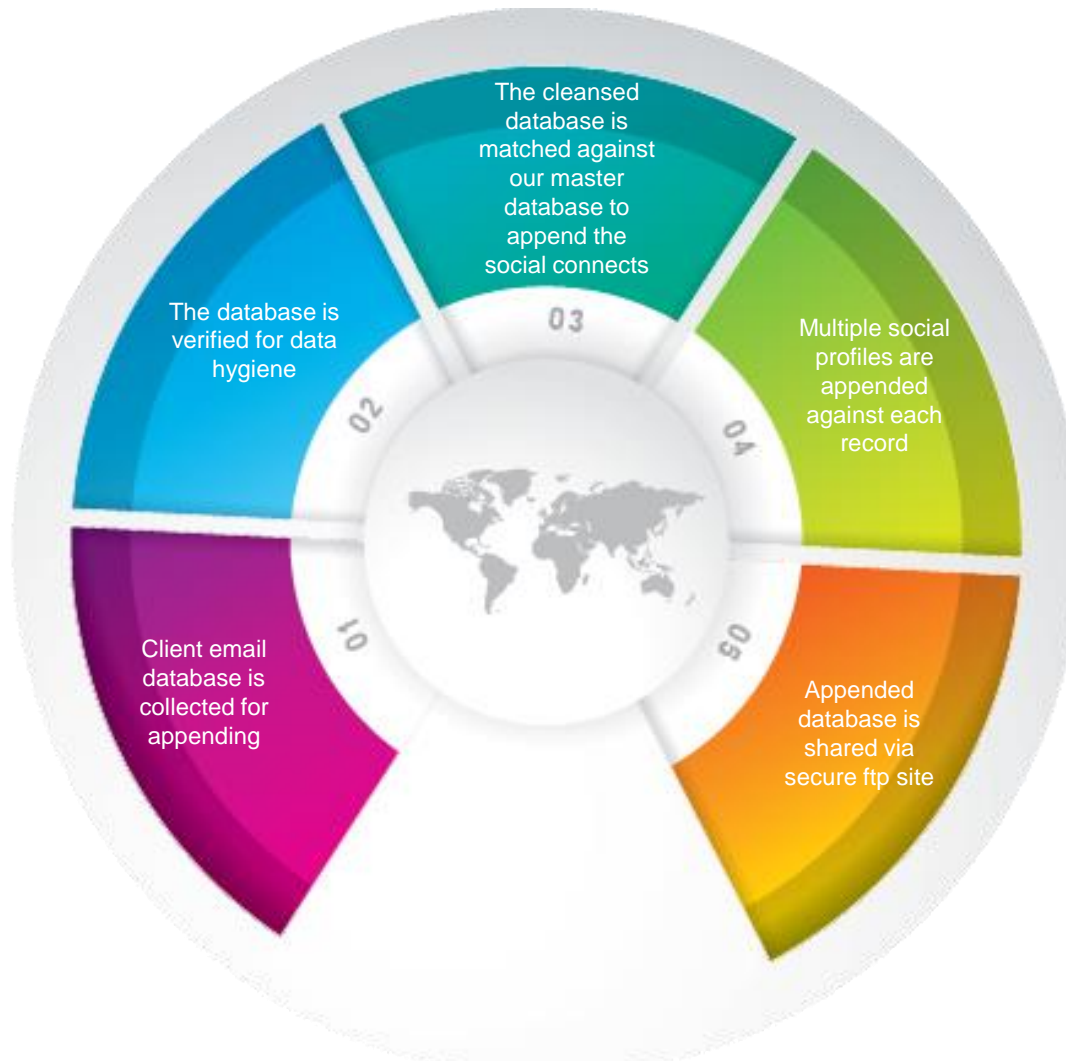 01
Client email
database is
collected for
appending
02
The database is
verified for data
hygiene
03
The cleansed
database is
matched against
our master
database to
append the
social connects
04
Multiple social
profiles are
appended
against each
record
05
Appended
database is
shared via
secure ftp site